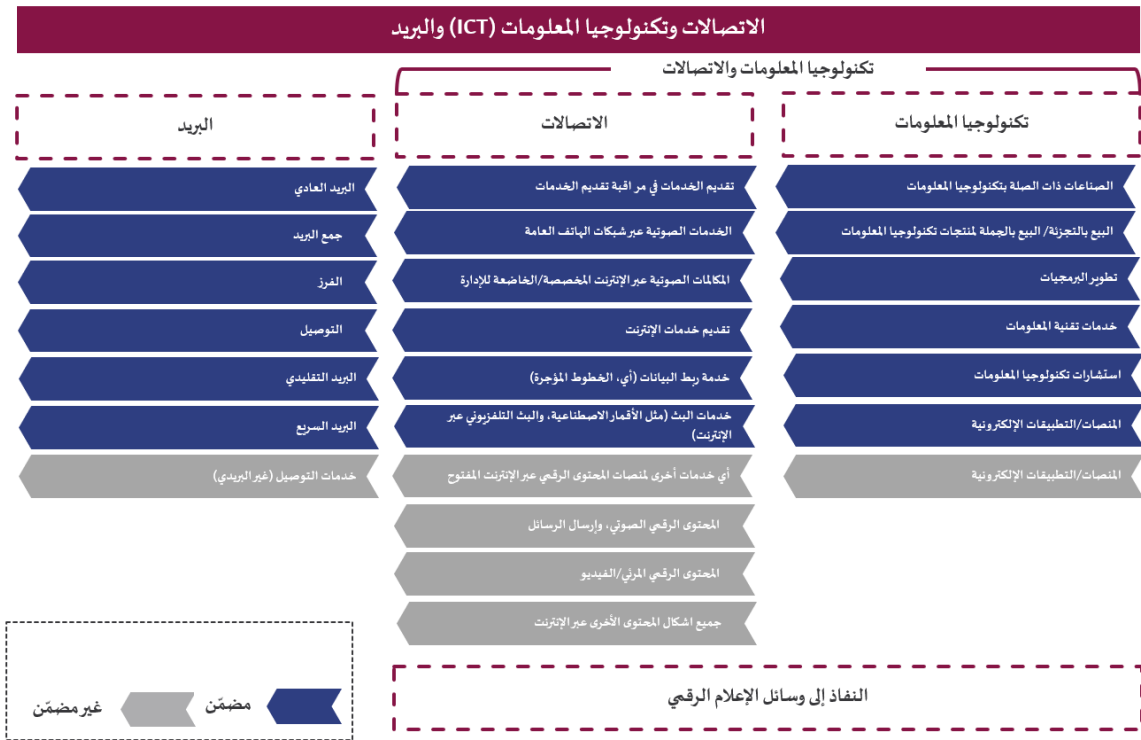 الاتصالات وتكنولوجيا المعلومات (ICT) والبريد
تكنولوجيا المعلومات والاتصالات
تكنولوجيا المعلومات
الصناعات ذات الصلة بتكنولوجيا المعلومات
البيع بالتجزئة/ البيع بالجملة لمنتجات تكنولوجيا المعلومات
تطوير البرمجيات
خدمات تقنية المعلومات
استشارات تكنولوجيا المعلومات
المنصات/التطبيقات الإلكترونية
المنصات/التطبيقات الإلكترونية
الاتصالات
تقديم الخدمات في مراقبة تقديم الخدمات
الخدمات الصوتية عبر شبكات الهاتف العامة
المكالمات الصوتية عبر الإنترنت المخصصة/الخاضعة للإدارة
تقديم خدمات الإنترنت
خدمة ربط البيانات (أي، الخطوط المؤجرة)
خدمات البث (مثل الأقمار الاصطناعية، والبث التلفزيوني عبر
الإنترنت)
أي خدمات أخرى لمنصات المحتوى الرقمي عبر الإنترنت المفتوح
المحتوى الرقمي الصوتي، وإرسال الرسائل
المحتوى الرقمي المرئي/الفيديو
جميع اشكال المحتوى الأخرى عبر الإنترنت
البريد
البريد العادي
جمع البريد
الفرز
التوصيل
البريد التقليدي
البريد السريع
خدمات التوصيل (غير البريدي)
النفاذ إلى وسائل الإعلام الرقمي
مضمّن
غير مضمّن